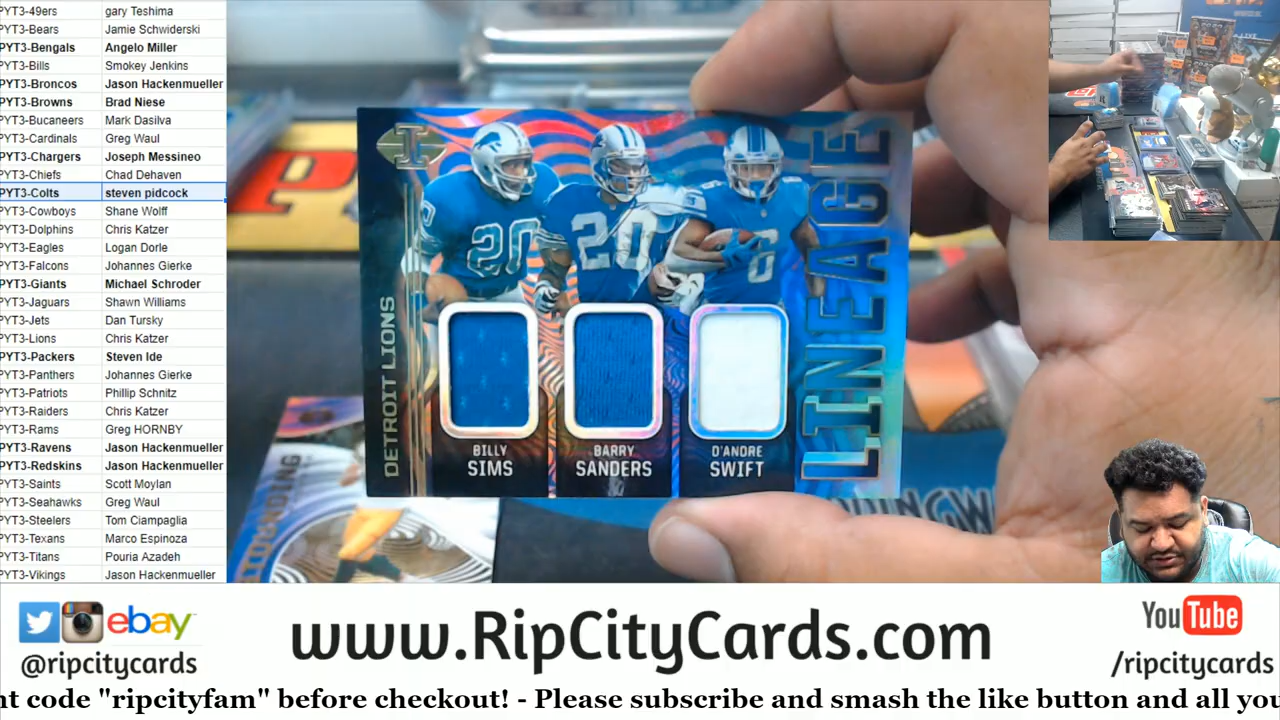 PYT3-49ers gary Teshima
PYT3-Bears Jamie Schwiderski
PYT3-Bengals Angelo Miller
PYT3-Bills Smokey Jenkins
PYT3-Broncos Jason Hackenmueller
PYT3-Browns Brad Niese
PYT3-Bucaneers Mark Dasilva
PYT3-Cardinals Greg Waul
PYT3-Chargers Joseph Messineo
PYT3-Chiefs Chad Dehaven
PYT3-Colts steven pidcock
PYT3-Cowboys Shane Wolff
PYT3-Dolphins Chris Katzer
PYT3-Eagles Logan Dorle
PYT3-Falcons Johannes Gierke
PYT3-Giants Michael Schroder
PYT3-Jaguars Shawn Williams
PYT3-Jets Dan Tursky
PYT3-Lions Chris Katzer
PYT3-Packers Steven Ide
PYT3-Panthers Johannes Gierke
PYT3-Patriots Phillip Schnitz
PYT3-Raiders Chris Katzer
PYT3-Rams Greg HORNBY
PYT3-Ravens Jason Hackenmueller
PYT3-Redskins Jason Hackenmueller
PYT3-Saints Scott Moylan
PYT3-Seahawks Greg Waul
PYT3-Steelers Tom Ciampaglia
PYT3-Texans Marco Espinoza
PYT3-Titans Pouria Azadeh
PYT3-Vikings Jason Hackenmueller
DETROIT LIONS
20
20
BILLY
SIMS
BARRY
SANDERS
D'ANDRE
SWIFT
LINEAGE
ebay
@ripcitycards
www.RipCityCards.com
YouTube
/ripcitycards
nt code "ripcityfam" before checkout! - Please subscribe and smash the like button and all you